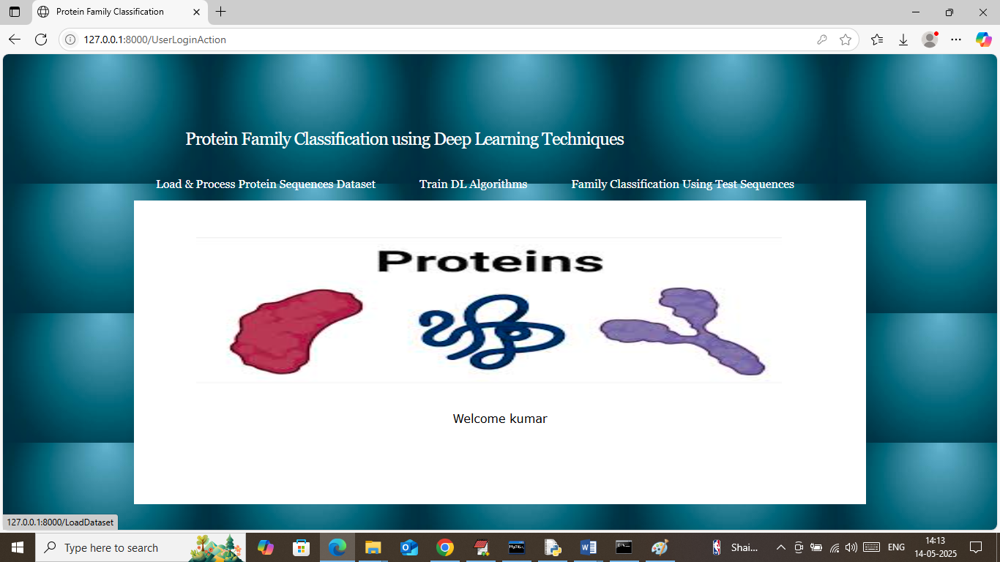 Protein Family Classification
127.0.0.1:8000/UserLoginAction
Protein Family Classification using Deep Learning Techniques
Load & Process Protein Sequences Dataset
Train DL Algorithms
Family Classification Using Test Sequences
Proteins
Welcome kumar
127.0.0.1:8000/LoadDataset
Type here to search
Shai...
ENG
14:13
14-05-2025